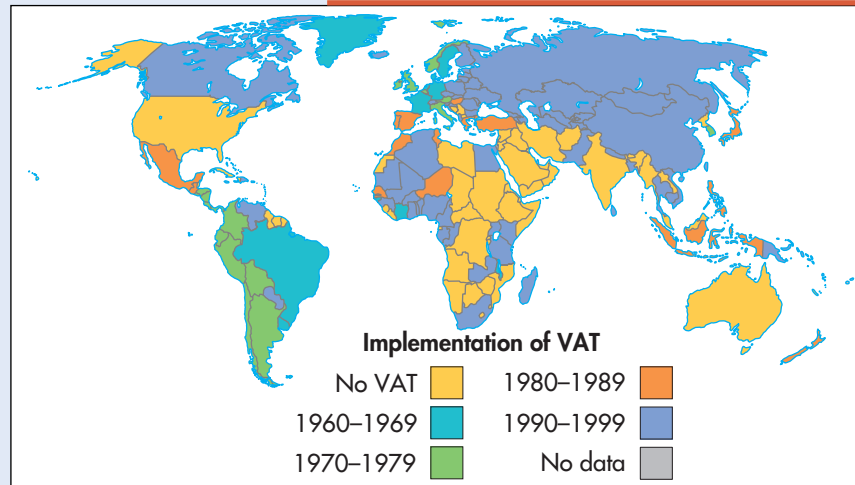 Implementation of VAT
No VAT 1980–1989
1960–1969 1990–1999
1970–1979 No data